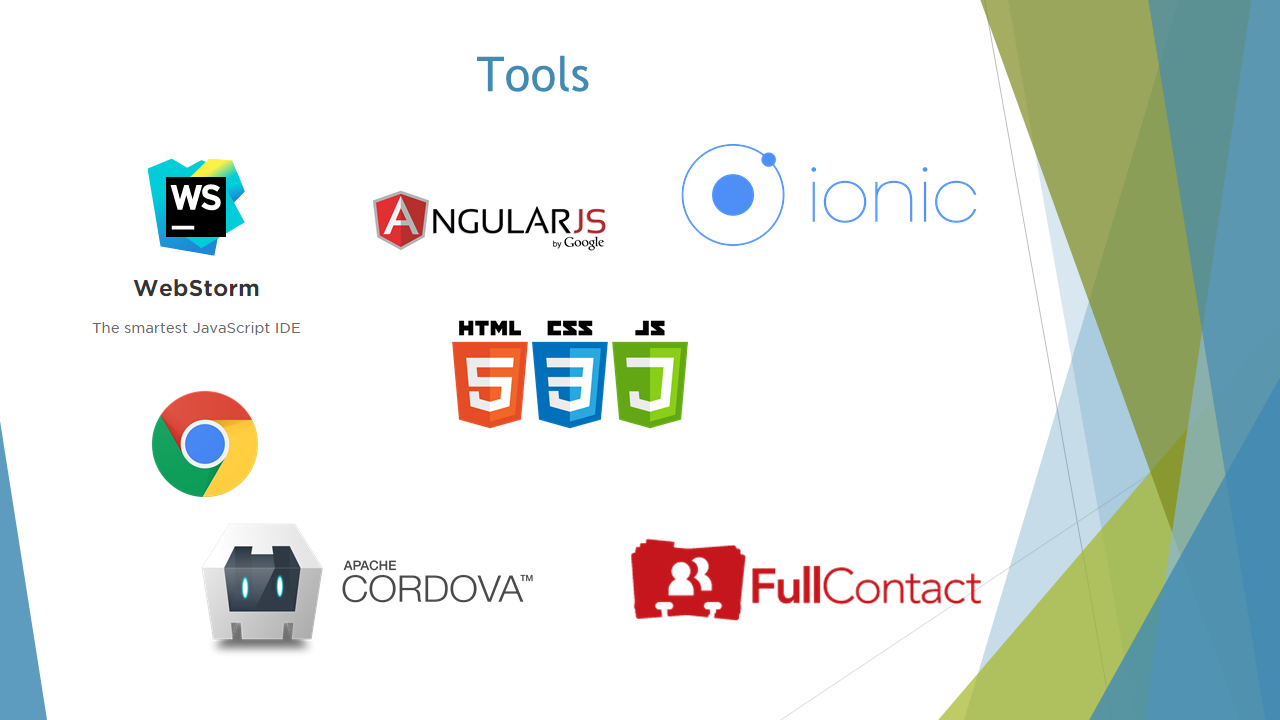 Tools
WS
WebStorm
The smartest JavaScript IDE
ANGULARJS
by Google
ionic
HTML CSS JS
5 3 J
APACHE
CORDOVA™
FullContact